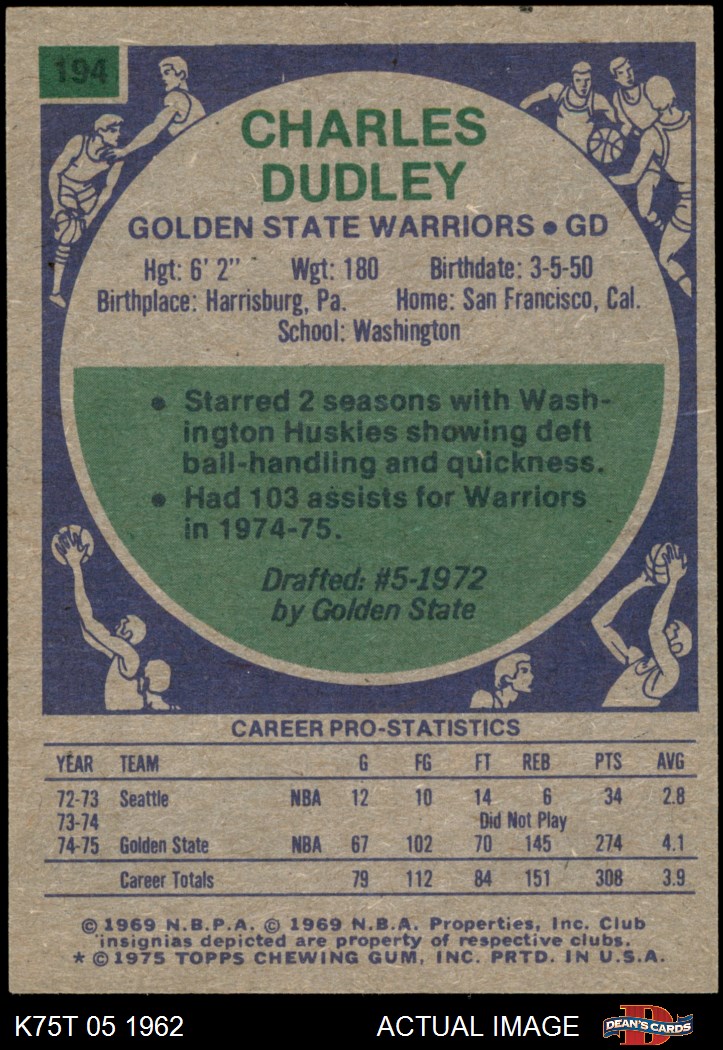 194
CHARLES
DUDLEY
GOLDEN STATE WARRIORS • GD
Hgt: 6' 2" Wgt: 180 Birthdate: 3-5-50
Birthplace: Harrisburg, Pa. Home: San Francisco, Cal.
School: Washington
• Starred 2 seasons with Wash-
ington Huskies showing deft
ball-handling and quickness.
• Had 103 assists for Warriors
in 1974-75.
Drafted: #5-1972
by Golden State
CAREER PRO-STATISTICS
YEAR TEAM G FG FT REB PTS AVG
72-73 Seattle NBA 12 10 14 6 34 2.8
73-74 Did Not Play
74-75 Golden State NBA 67 102 70 145 274 4.1
Career Totals 79 112 84 151 308 3.9
© 1969 N.B.P.A. © 1969 N.B.A. Properties, Inc. Club
insignias depicted are property of respective clubs.
* © 1975 TOPPS CHEWING GUM, INC. PRTD. IN U.S.A.
K75T 05 1962 ACTUAL IMAGE D DEAN'S CARDS